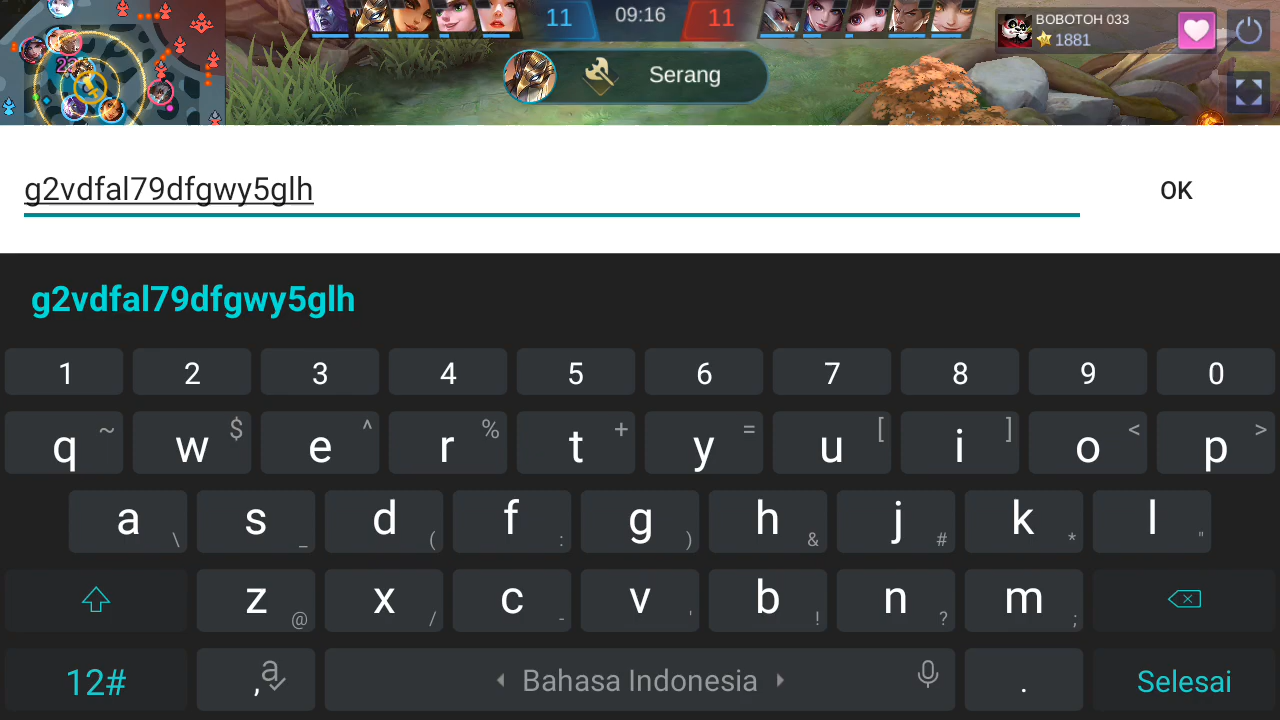 11 09:16 11
BOBOTOH 033
1881
Serang
g2vdfal79dfgwy5glh
OK
g2vdfal79dfgwy5glh
1 2 3 4 5 6 7 8 9 0
q ~ w $ e ^ r % t + y = u [ i ] o < p >
a \ s _ d ( f : g ) h & j # k * l "
z @ x / c - v ' b ! n ? m ;
12# , a Bahasa Indonesia . Selesai